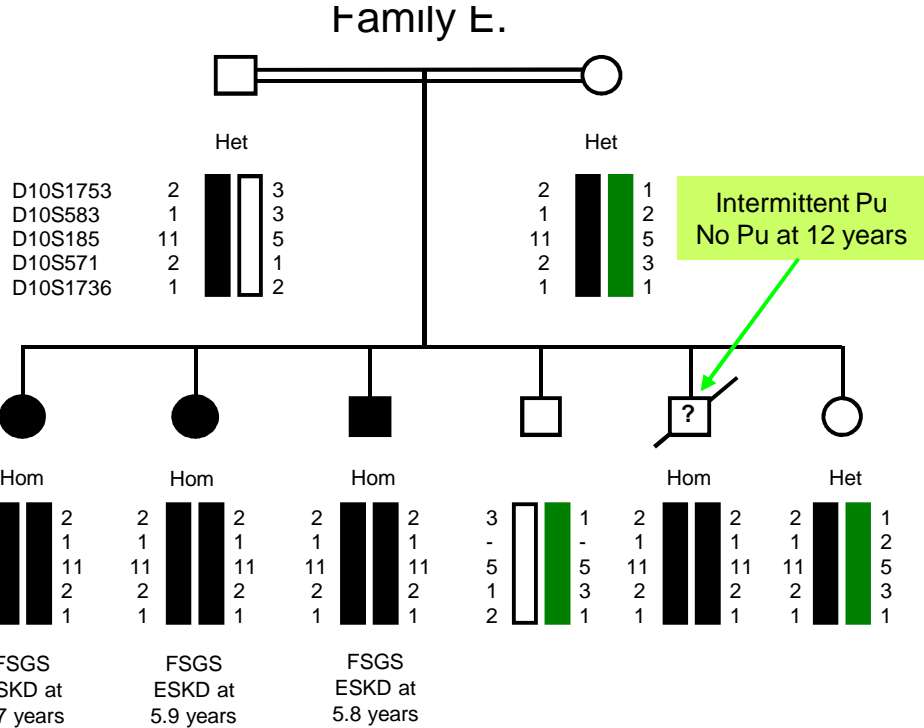 Family E.
Het
Het
D10S1753 2 3 2 1
D10S583 1 3 1 2
D10S185 11 5 11 5
D10S571 2 1 2 3
D10S1736 1 2 1 1
Intermittent Pu
No Pu at 12 years
?
Hom Hom Hom Hom Het
2 2 2 2 2 3 1 2 2 2 1
1 1 1 1 1 - - 1 1 1 2
11 11 11 11 11 5 5 11 11 11 5
2 2 2 2 2 1 3 2 2 2 3
1 1 1 1 1 2 1 1 1 1 1
SGS
SKD at
7 years
FSGS
ESKD at
5.9 years
FSGS
ESKD at
5.8 years